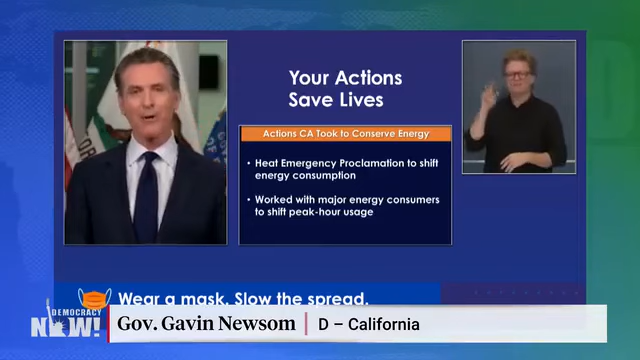 Your Actions
Save Lives
Actions CA Took to Conserve Energy
• Heat Emergency Proclamation to shift
energy consumption
• Worked with major energy consumers
to shift peak-hour usage
Wear a mask. Slow the spread.
DEMOCRACY
NOW!
Gov. Gavin Newsom | D – California